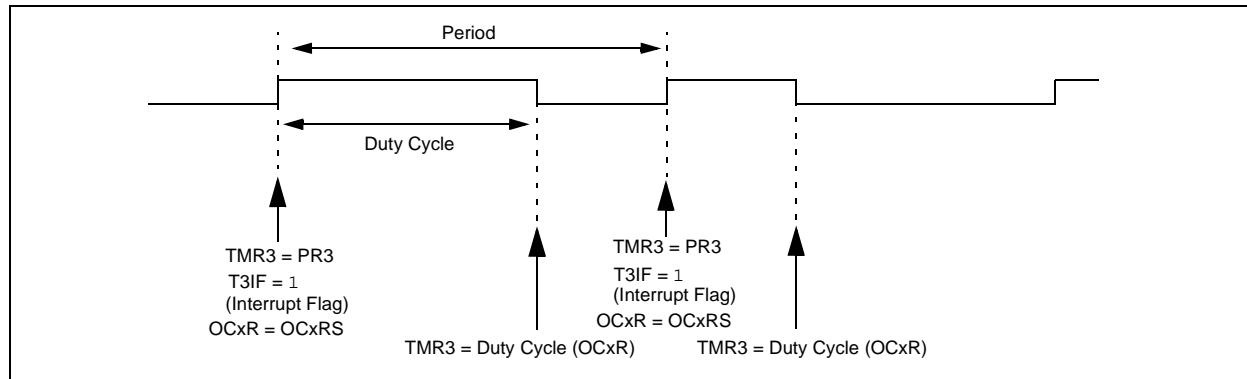 Period
Duty Cycle
TMR3 = PR3
T3IF = 1
(Interrupt Flag)
OCxR = OCxRS
TMR3 = Duty Cycle (OCxR)
TMR3 = PR3
T3IF = 1
(Interrupt Flag)
OCxR = OCxRS
TMR3 = Duty Cycle (OCxR)